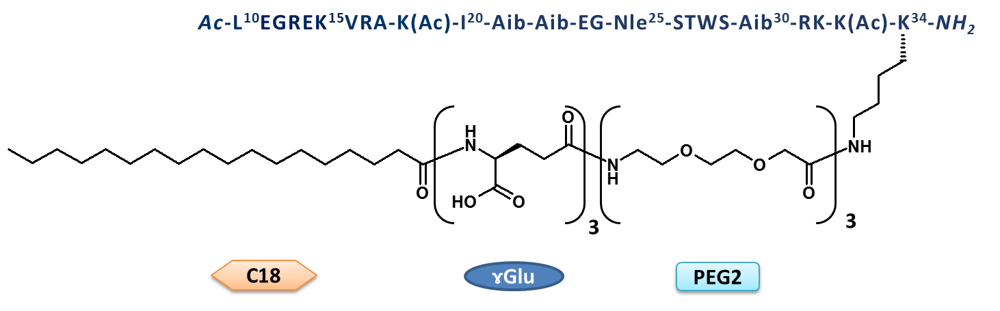 Ac-L¹⁰EGREK¹⁵VRA-K(Ac)-I²⁰-Aib-Aib-EG-Nle²⁵-STWS-Aib³⁰-RK-K(Ac)-K³⁴-NH₂
O
H
N
O
NH
O
O
N
H
O
O
HO
O
3
3
C18
ɤGlu
PEG2